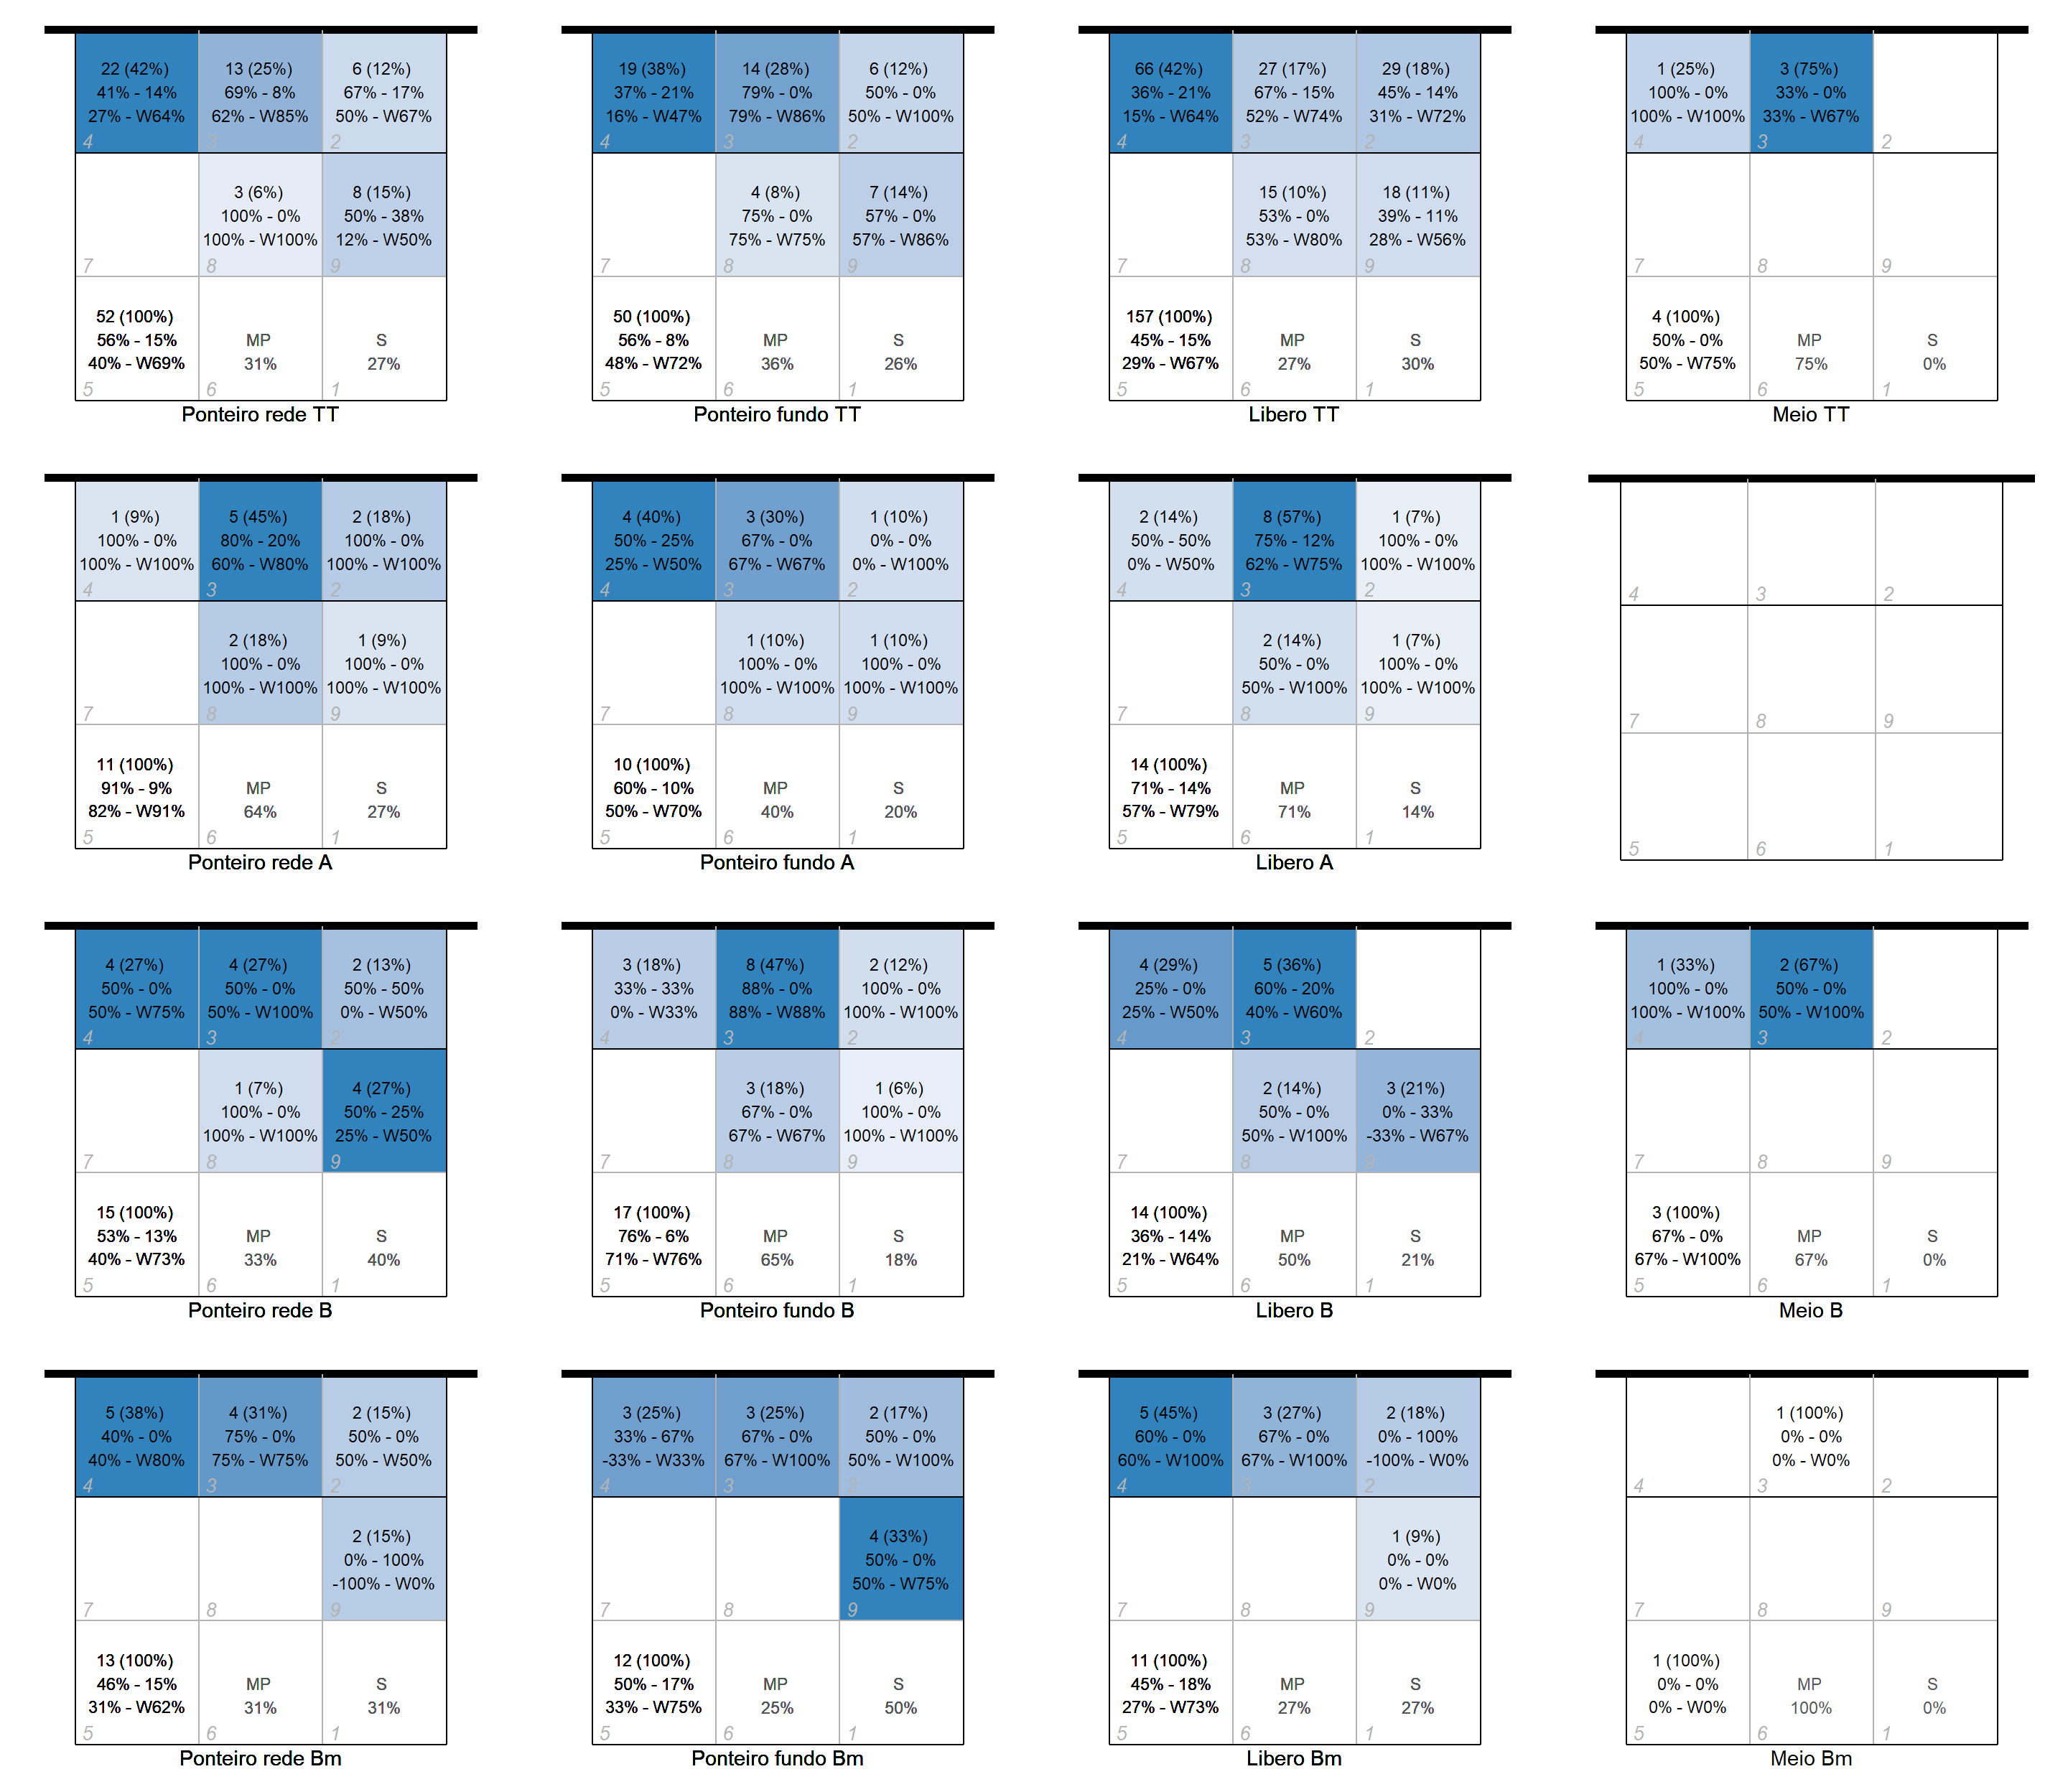 22 (42%)
41% - 14%
27% - W64%
4
13 (25%)
69% - 8%
62% - W85%
3
6 (12%)
67% - 17%
50% - W67%
2
7
3 (6%)
100% - 0%
100% - W100%
8
8 (15%)
50% - 38%
12% - W50%
9
52 (100%)
56% - 15%
40% - W69%
5
MP
31%
6
S
27%
1
Ponteiro rede TT
19 (38%)
37% - 21%
16% - W47%
4
14 (28%)
79% - 0%
79% - W86%
3
6 (12%)
50% - 0%
50% - W100%
2
7
4 (8%)
75% - 0%
75% - W75%
8
7 (14%)
57% - 0%
57% - W86%
9
50 (100%)
56% - 8%
48% - W72%
5
MP
36%
6
S
26%
1
Ponteiro fundo TT
66 (42%)
36% - 21%
15% - W64%
4
27 (17%)
67% - 15%
52% - W74%
3
29 (18%)
45% - 14%
31% - W72%
2
7
15 (10%)
53% - 0%
53% - W80%
8
18 (11%)
39% - 11%
28% - W56%
9
157 (100%)
45% - 15%
29% - W67%
5
MP
27%
6
S
30%
1
Libero TT
1 (25%)
100% - 0%
100% - W100%
4
3 (75%)
33% - 0%
33% - W67%
3
2
7
8
9
4 (100%)
50% - 0%
50% - W75%
5
MP
75%
6
S
0%
1
Meio TT
1 (9%)
100% - 0%
100% - W100%
4
5 (45%)
80% - 20%
60% - W80%
3
2 (18%)
100% - 0%
100% - W100%
2
7
2 (18%)
100% - 0%
100% - W100%
8
1 (9%)
100% - 0%
100% - W100%
9
11 (100%)
91% - 9%
82% - W91%
5
MP
64%
6
S
27%
1
Ponteiro rede A
4 (40%)
50% - 25%
25% - W50%
4
3 (30%)
67% - 0%
67% - W67%
3
1 (10%)
0% - 0%
0% - W100%
2
7
1 (10%)
100% - 0%
100% - W100%
8
1 (10%)
100% - 0%
100% - W100%
9
10 (100%)
60% - 10%
50% - W70%
5
MP
40%
6
S
20%
1
Ponteiro fundo A
2 (14%)
50% - 50%
0% - W50%
4
8 (57%)
75% - 12%
62% - W75%
3
1 (7%)
100% - 0%
100% - W100%
2
7
2 (14%)
50% - 0%
50% - W100%
8
1 (7%)
100% - 0%
100% - W100%
9
14 (100%)
71% - 14%
57% - W79%
5
MP
71%
6
S
14%
1
Libero A
4
3
2
7
8
9
5
6
1
4 (27%)
50% - 0%
50% - W75%
4
4 (27%)
50% - 0%
50% - W100%
3
2 (13%)
50% - 50%
0% - W50%
2
7
1 (7%)
100% - 0%
100% - W100%
8
4 (27%)
50% - 25%
25% - W50%
9
15 (100%)
53% - 13%
40% - W73%
5
MP
33%
6
S
40%
1
Ponteiro rede B
3 (18%)
33% - 33%
0% - W33%
4
8 (47%)
88% - 0%
88% - W88%
3
2 (12%)
100% - 0%
100% - W100%
2
7
3 (18%)
67% - 0%
67% - W67%
8
1 (6%)
100% - 0%
100% - W100%
9
17 (100%)
76% - 6%
71% - W76%
5
MP
65%
6
S
18%
1
Ponteiro fundo B
4 (29%)
25% - 0%
25% - W50%
4
5 (36%)
60% - 20%
40% - W60%
3
2
7
2 (14%)
50% - 0%
50% - W100%
8
3 (21%)
0% - 33%
-33% - W67%
9
14 (100%)
36% - 14%
21% - W64%
5
MP
50%
6
S
21%
1
Libero B
1 (33%)
100% - 0%
100% - W100%
4
2 (67%)
50% - 0%
50% - W100%
3
2
7
8
9
3 (100%)
67% - 0%
67% - W100%
5
MP
67%
6
S
0%
1
Meio B
5 (38%)
40% - 0%
40% - W80%
4
4 (31%)
75% - 0%
75% - W75%
3
2 (15%)
50% - 0%
50% - W50%
2
7
8
2 (15%)
0% - 100%
-100% - W0%
9
13 (100%)
46% - 15%
31% - W62%
5
MP
31%
6
S
31%
1
Ponteiro rede Bm
3 (25%)
33% - 67%
-33% - W33%
4
3 (25%)
67% - 0%
67% - W100%
3
2 (17%)
50% - 0%
50% - W100%
2
7
8
4 (33%)
50% - 0%
50% - W75%
9
12 (100%)
50% - 17%
33% - W75%
5
MP
25%
6
S
50%
1
Ponteiro fundo Bm
5 (45%)
60% - 0%
60% - W100%
4
3 (27%)
67% - 0%
67% - W100%
3
2 (18%)
0% - 100%
-100% - W0%
2
7
8
1 (9%)
0% - 0%
0% - W0%
9
11 (100%)
45% - 18%
27% - W73%
5
MP
27%
6
S
27%
1
Libero Bm
4
1 (100%)
0% - 0%
0% - W0%
3
2
7
8
9
1 (100%)
0% - 0%
0% - W0%
5
MP
100%
6
S
0%
1
Meio Bm